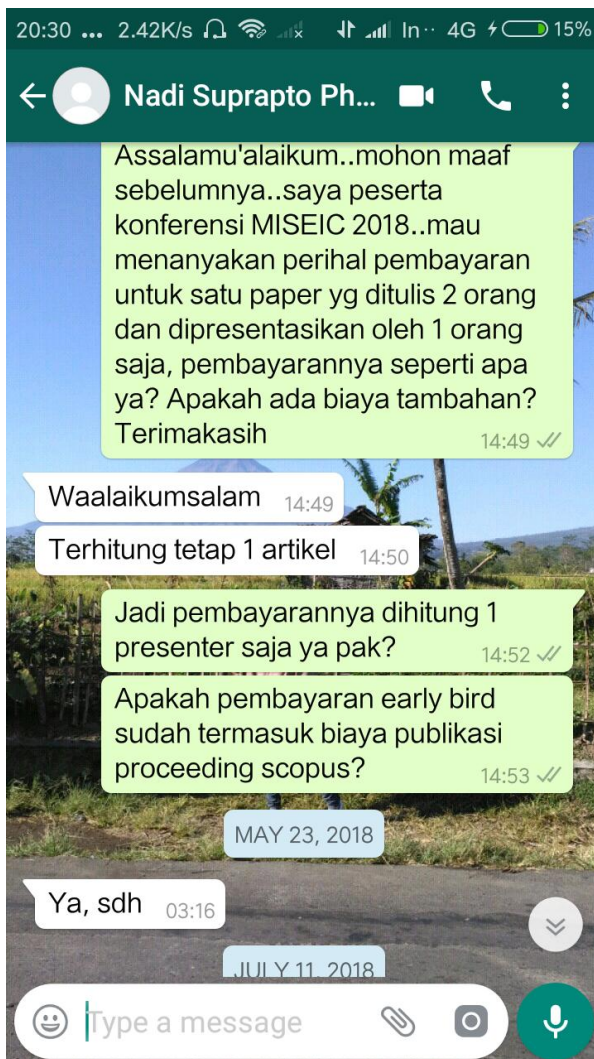 20:30 ... 2.42K/s In·· 4G 15%
Nadi Suprapto Ph...
Assalamu'alaikum..mohon maaf
sebelumnya..saya peserta
konferensi MISEIC 2018..mau
menanyakan perihal pembayaran
untuk satu paper yg ditulis 2 orang
dan dipresentasikan oleh 1 orang
saja, pembayarannya seperti apa
ya? Apakah ada biaya tambahan?
Terimakasih 14:49
Waalaikumsalam 14:49
Terhitung tetap 1 artikel 14:50
Jadi pembayarannya dihitung 1
presenter saja ya pak? 14:52
Apakah pembayaran early bird
sudah termasuk biaya publikasi
proceeding scopus? 14:53
MAY 23, 2018
Ya, sdh 03:16
JULY 11, 2018
Type a message